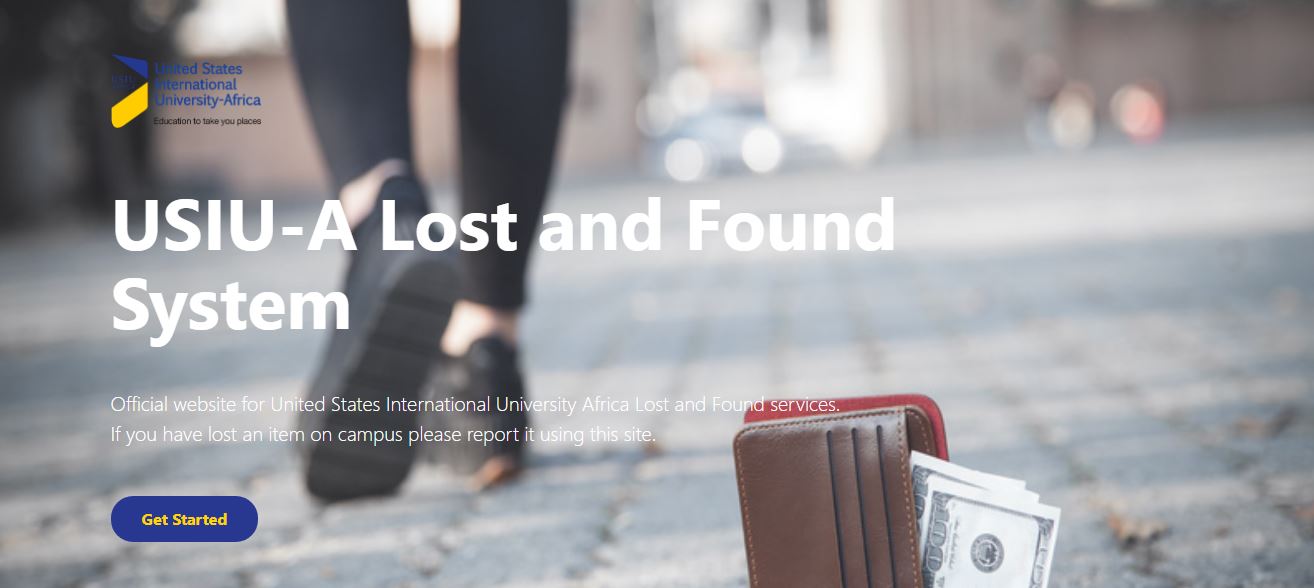 USIU
United States
International
University-Africa
Education to take you places
USIU-A Lost and Found
System
Official website for United States International University Africa Lost and Found services.
If you have lost an item on campus please report it using this site.
Get Started
100